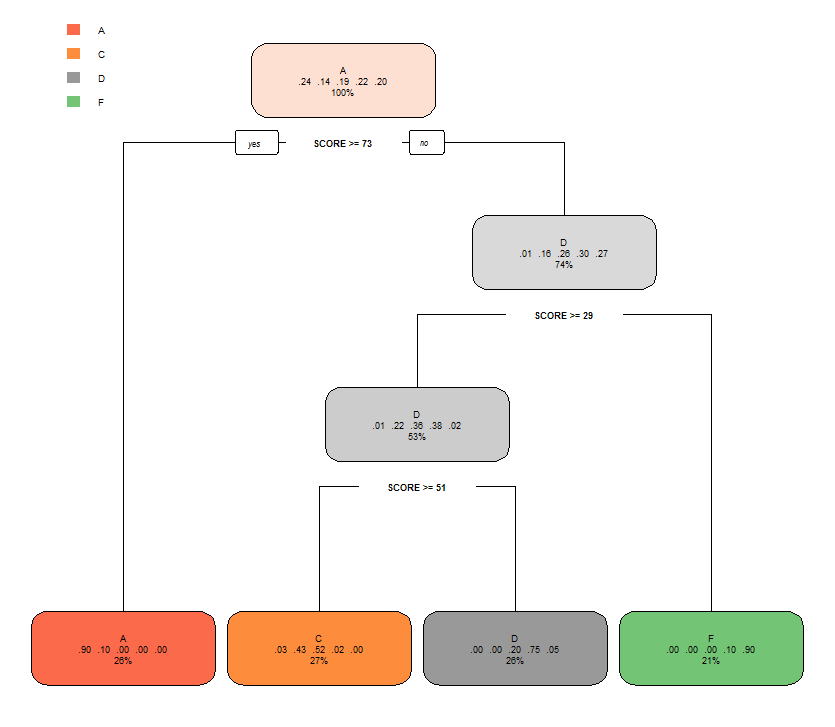 A
C
D
F
A
.24 .14 .19 .22 .20
100%
yes SCORE >= 73 no
D
.01 .16 .26 .30 .27
74%
SCORE >= 29
D
.01 .22 .36 .38 .02
53%
SCORE >= 51
A
.90 .10 .00 .00 .00
26%
C
.03 .43 .52 .02 .00
27%
D
.00 .00 .20 .75 .05
26%
F
.00 .00 .00 .10 .90
21%